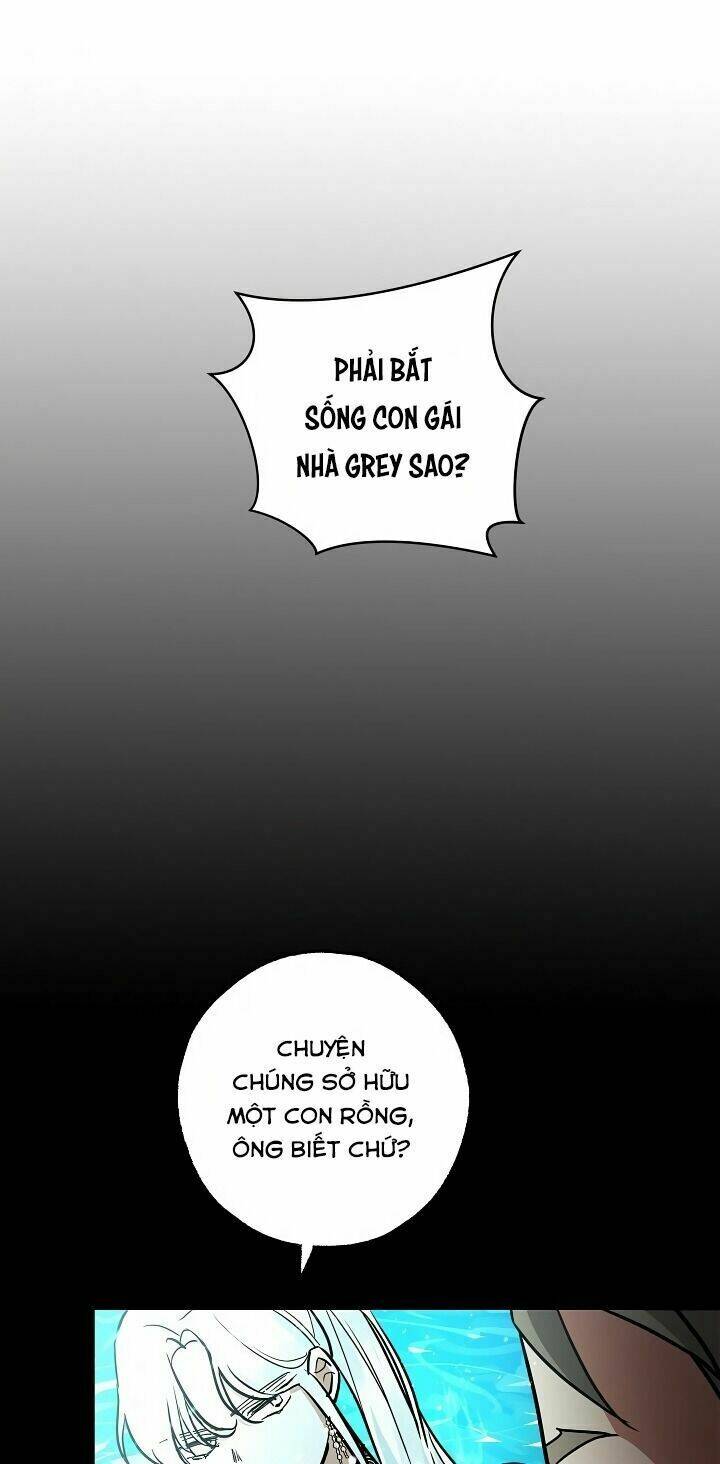 PHẢI BẮT
SỐNG CON GÁI
NHÀ GREY SAO?
CHUYỆN
CHÚNG SỞ HỮU
MỘT CON RỒNG,
ÔNG BIẾT CHỨ?